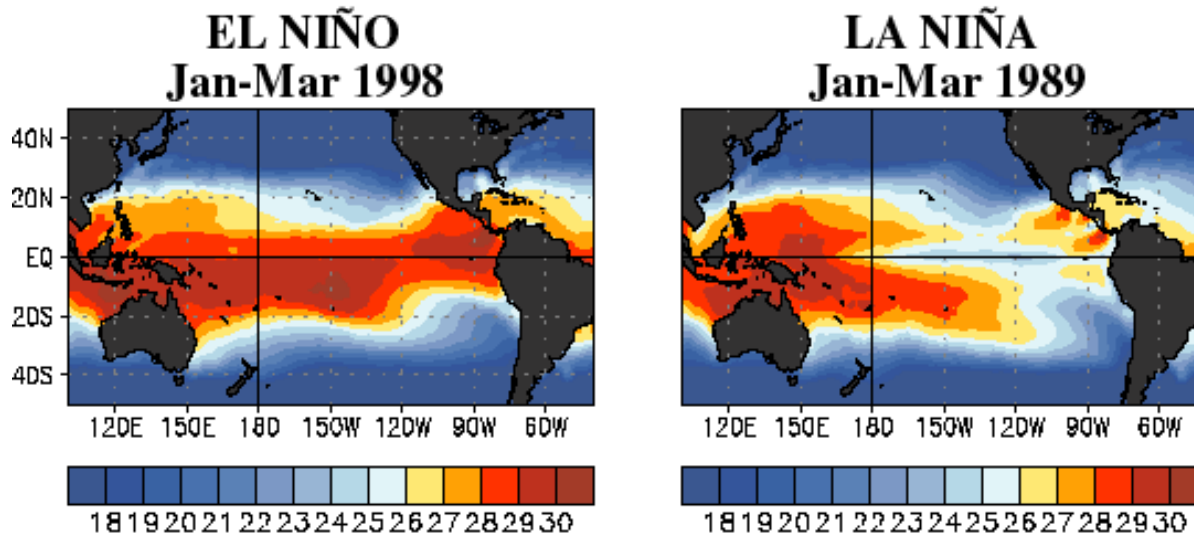 EL NIÑO
Jan-Mar 1998
40N
20N
EQ
20S
40S
120E 150E 180 150W 120W 90W 60W
18 19 20 21 22 23 24 25 26 27 28 29 30
LA NIÑA
Jan-Mar 1989
120E 150E 180 150W 120W 90W 60W
18 19 20 21 22 23 24 25 26 27 28 29 30